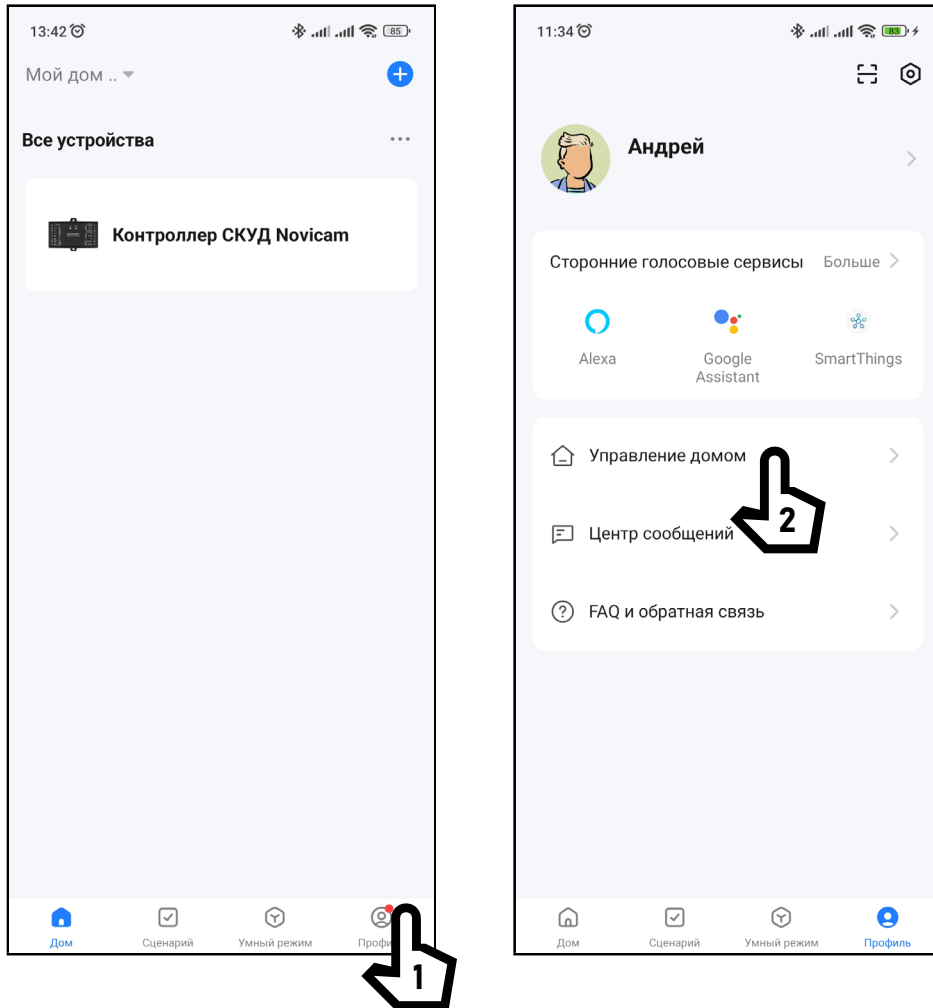 13:42
85
Мой дом ..
Все устройства
Контроллер СКУД Novicam
Дом
Сценарий
Умный режим
1
11:34
83
Андрей
Сторонние голосовые сервисы
Больше
Alexa
Google
Assistant
SmartThings
Управление домом
2
Центр сообщений
FAQ и обратная связь
Дом
Сценарий
Умный режим
Профиль